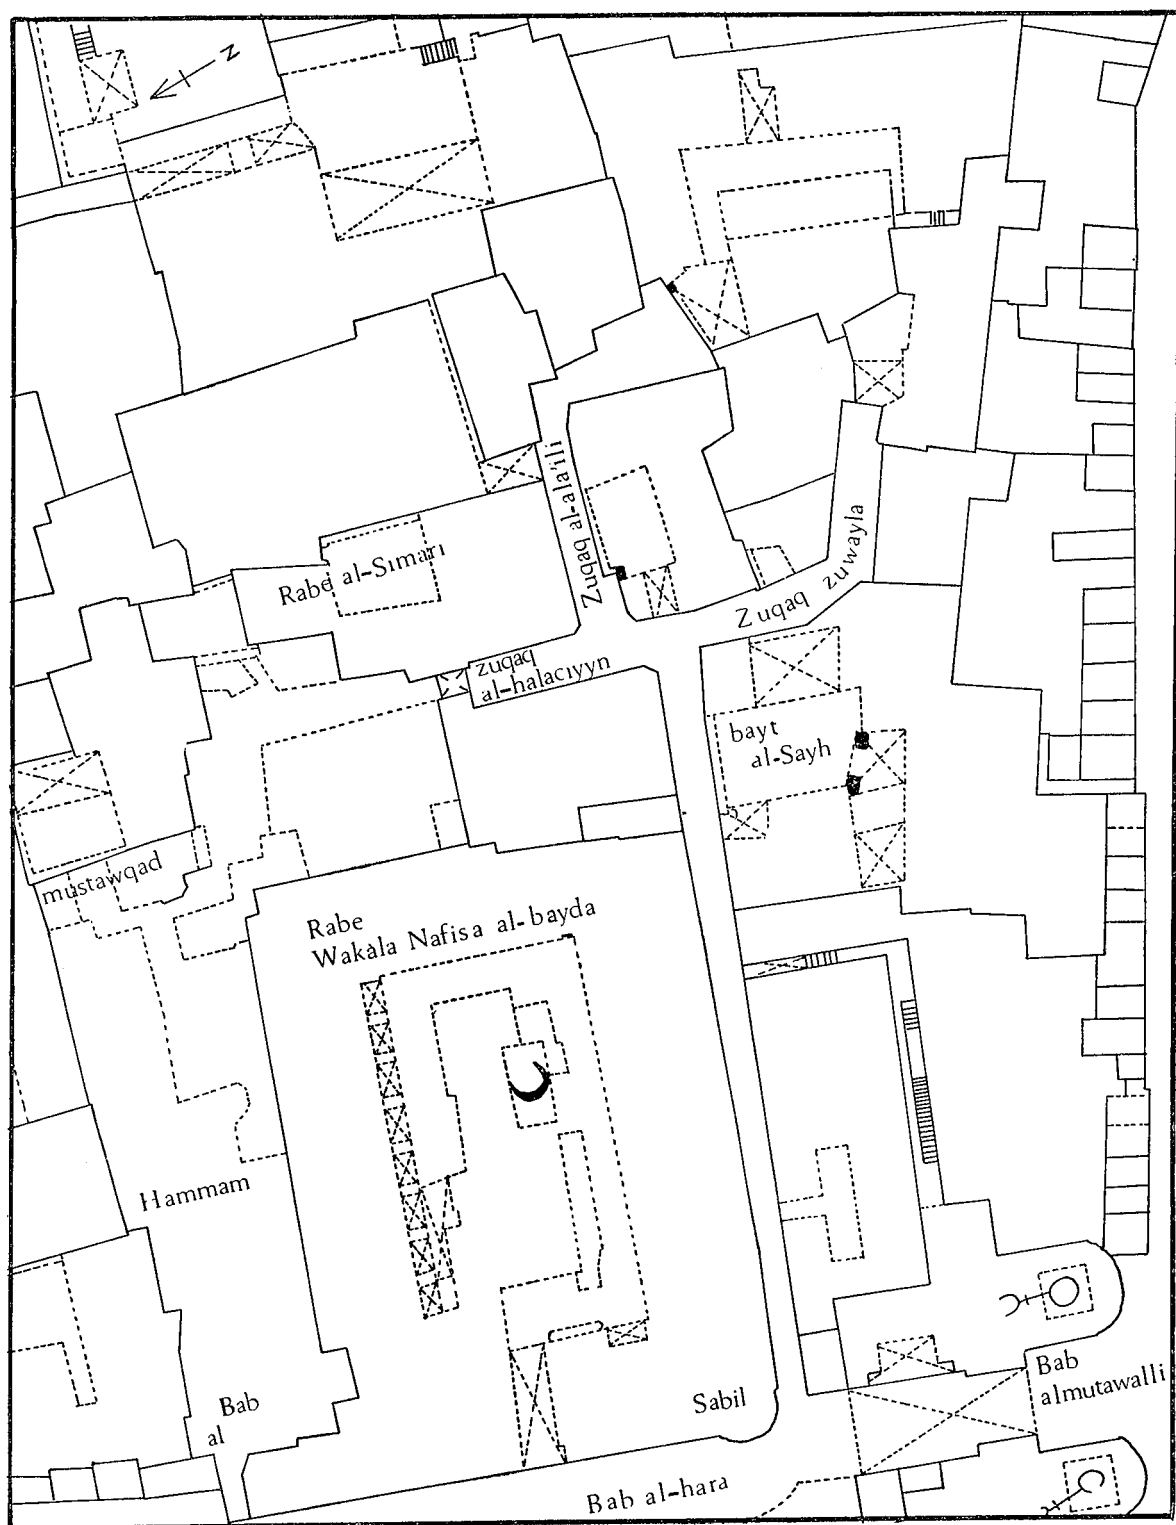 N
Zuqaq al-ala'ili
Rabe al-Sımarı
Zuqaq zuwayla
zuqaq
al-halacıyyn
bayt
al-Sayh
mustawqad
Rabe
Wakàla Nafisa al-bayda
Hammam
Bab
al
Sabil
Bab
almutawalli
Bab al-hara